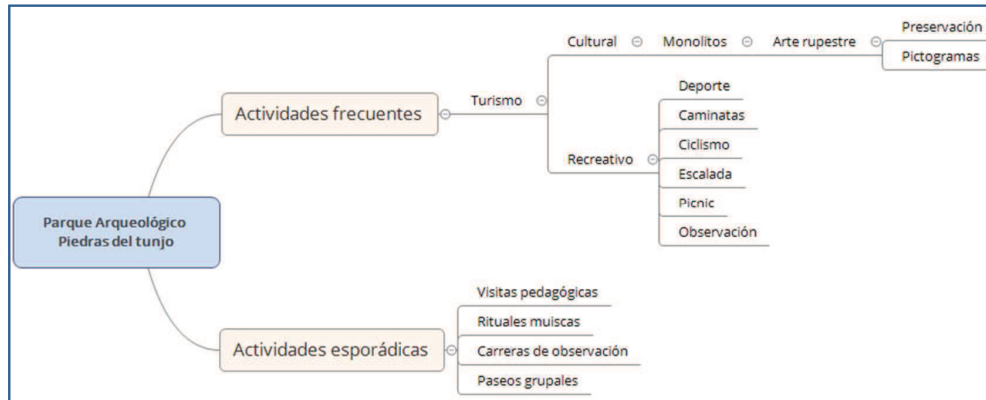 Parque Arqueológico
Piedras del tunjo
Actividades frecuentes
Turismo
Cultural
Monolitos
Arte rupestre
Preservación
Pictogramas
Recreativo
Deporte
Caminatas
Ciclismo
Escalada
Picnic
Observación
Actividades esporádicas
Visitas pedagógicas
Rituales muiscas
Carreras de observación
Paseos grupales